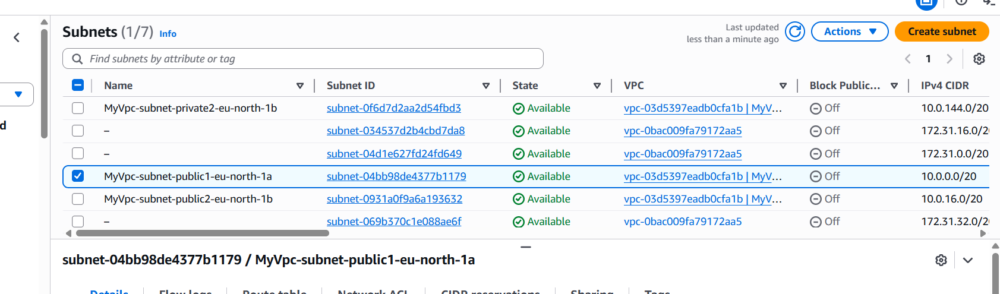 Subnets (1/7) Info
Last updated
less than a minute ago
Actions
Create subnet
Find subnets by attribute or tag
1
Name Subnet ID State VPC Block Public... IPv4 CIDR
MyVpc-subnet-private2-eu-north-1b subnet-0f6d7d2aa2d54fbd3 Available vpc-03d5397eadb0cfa1b | MyV... Off 10.0.144.0/20
– subnet-034537d2b4cbd7da8 Available vpc-0bac009fa79172aa5 Off 172.31.16.0/2
– subnet-04d1e627fd24fd649 Available vpc-0bac009fa79172aa5 Off 172.31.0.0/20
MyVpc-subnet-public1-eu-north-1a subnet-04bb98de4377b1179 Available vpc-03d5397eadb0cfa1b | MyV... Off 10.0.0.0/20
d
MyVpc-subnet-public2-eu-north-1b subnet-0931a0f9a6a193632 Available vpc-03d5397eadb0cfa1b | MyV... Off 10.0.16.0/20
– subnet-069b370c1e088ae6f Available vpc-0bac009fa79172aa5 Off 172.31.32.0/2
subnet-04bb98de4377b1179 / MyVpc-subnet-public1-eu-north-1a
Details Flow logs Route table Network ACL CIDR reservations Sharing Tags